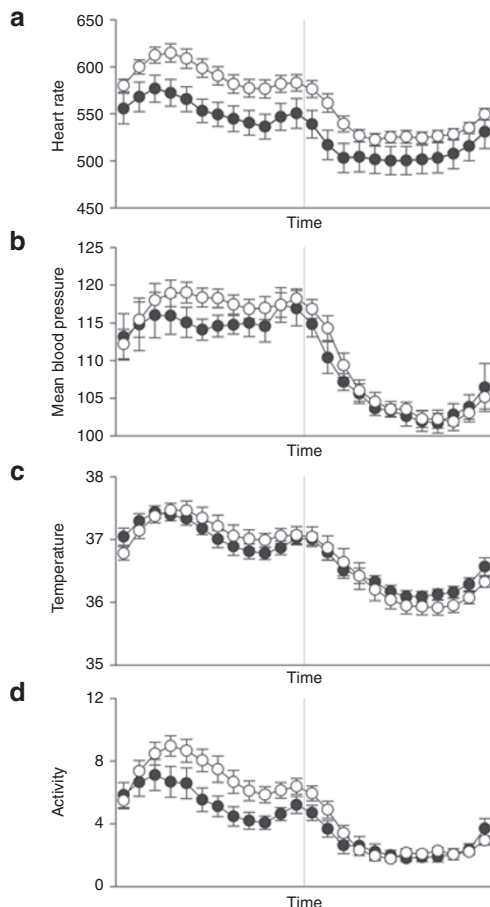 a
650
600
550
500
450
Heart rate
Time
b
125
120
115
110
105
100
Mean blood pressure
Time
c
38
37
36
35
Temperature
Time
d
12
8
4
0
Activity
Time